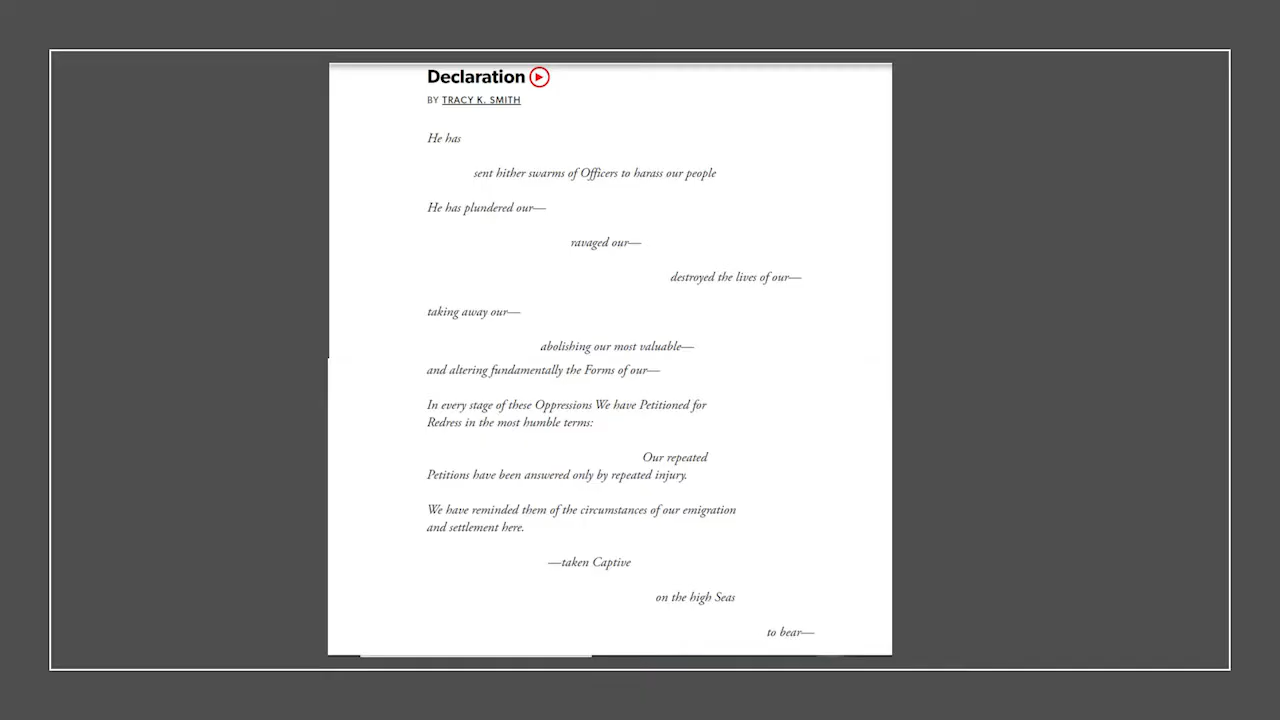 Declaration
BY TRACY K. SMITH
He has
sent hither swarms of Officers to harass our people
He has plundered our—
ravaged our—
destroyed the lives of our—
taking away our—
abolishing our most valuable—
and altering fundamentally the Forms of our—
In every stage of these Oppressions We have Petitioned for
Redress in the most humble terms:
Our repeated
Petitions have been answered only by repeated injury.
We have reminded them of the circumstances of our emigration
and settlement here.
—taken Captive
on the high Seas
to bear—